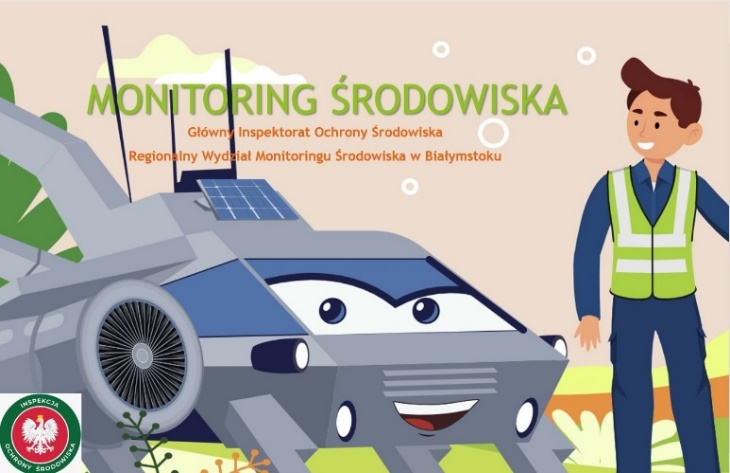 MONITORING ŚRODOWISKA
Główny Inspektorat Ochrony Środowiska
Regionalny Wydział Monitoringu Środowiska w Białymstoku
INSPEKCJA
OCHRONY ŚRODOWISKA